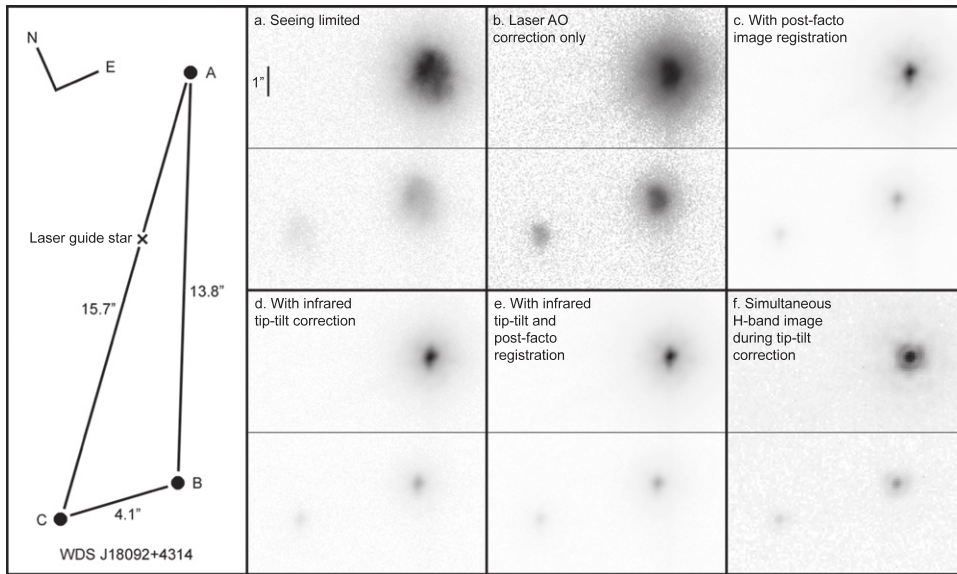 N
E
A
Laser guide star
15.7”
13.8”
B
C
4.1”
WDS J18092+4314
a. Seeing limited
1”
b. Laser AO
correction only
c. With post-facto
image registration
d. With infrared
tip-tilt correction
e. With infrared
tip-tilt and
post-facto
registration
f. Simultaneous
H-band image
during tip-tilt
correction